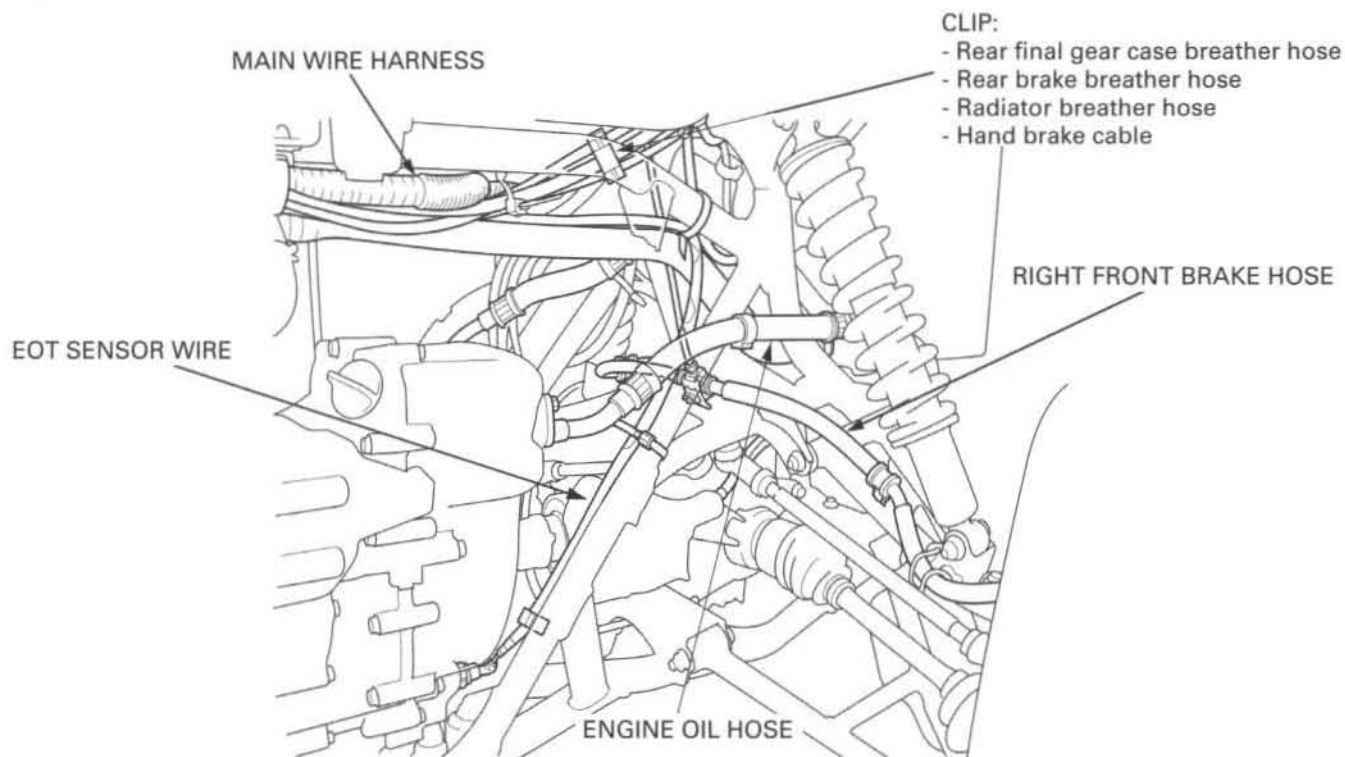 CLIP:
- Rear final gear case breather hose
- Rear brake breather hose
- Radiator breather hose
- Hand brake cable
MAIN WIRE HARNESS
RIGHT FRONT BRAKE HOSE
EOT SENSOR WIRE
ENGINE OIL HOSE